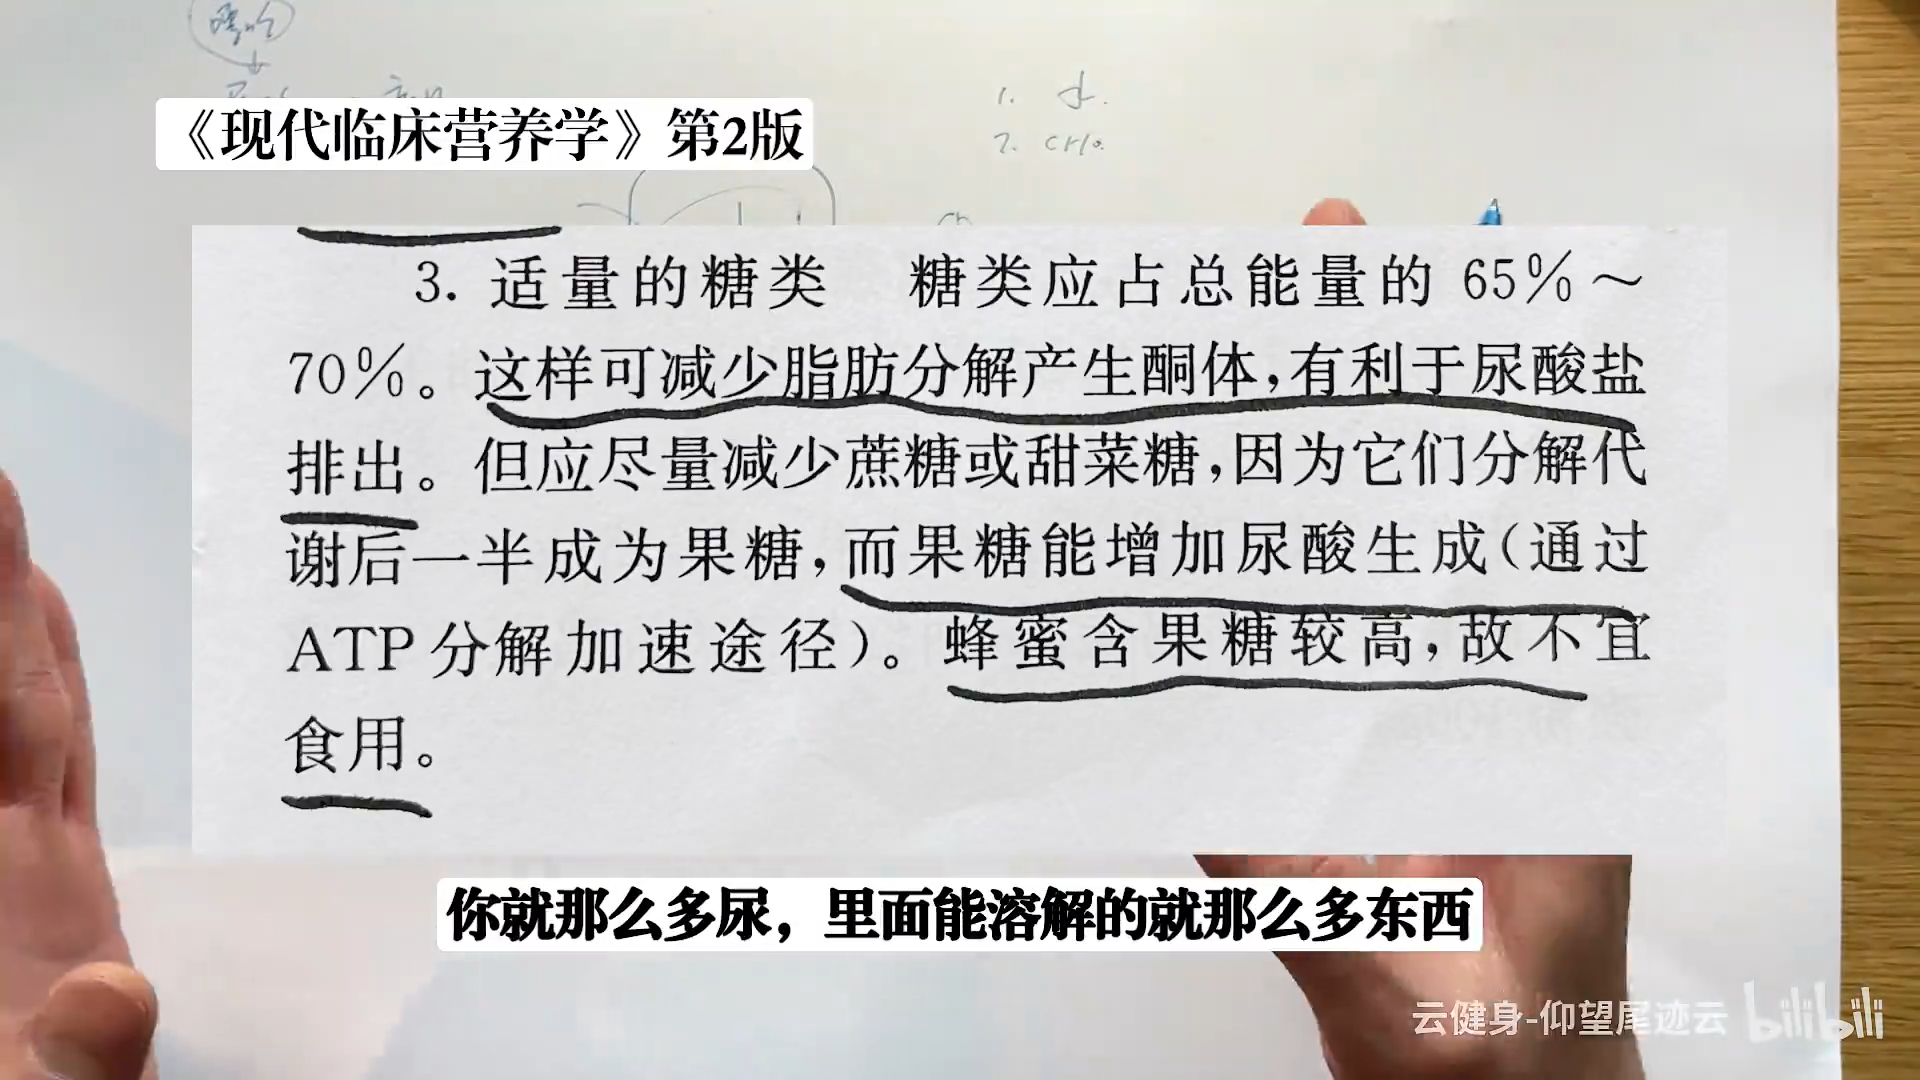 嘌呤
1. 水.
2. CHO.
《现代临床营养学》第2版
3. 适量的糖类 糖类应占总能量的 65%～
70%。这样可减少脂肪分解产生酮体,有利于尿酸盐
排出。但应尽量减少蔗糖或甜菜糖,因为它们分解代
谢后一半成为果糖,而果糖能增加尿酸生成(通过
ATP分解加速途径)。蜂蜜含果糖较高,故不宜
食用。
你就那么多尿，里面能溶解的就那么多东西
云健身-仰望尾迹云 bilibili